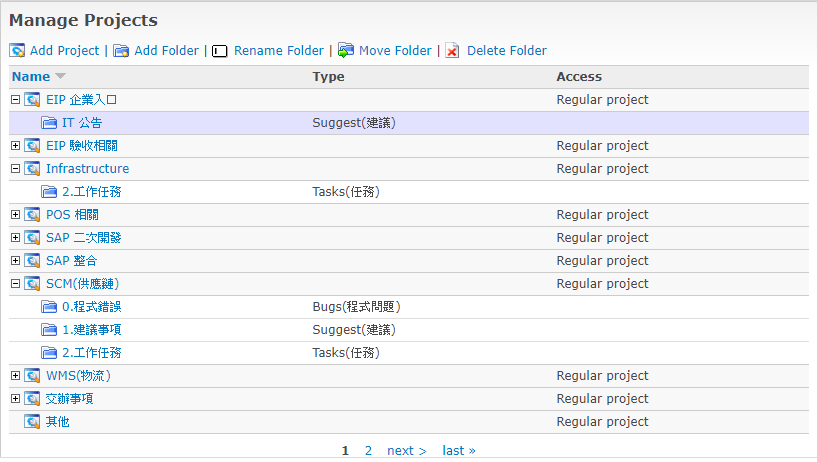 Manage Projects
Add Project | Add Folder | Rename Folder | Move Folder | Delete Folder
Name Type Access
EIP 企業入口 Regular project
IT 公告 Suggest(建議)
EIP 驗收相關 Regular project
Infrastructure Regular project
2.工作任務 Tasks(任務)
POS 相關 Regular project
SAP 二次開發 Regular project
SAP 整合 Regular project
SCM(供應鏈) Regular project
0.程式錯誤 Bugs(程式問題)
1.建議事項 Suggest(建議)
2.工作任務 Tasks(任務)
WMS(物流) Regular project
交辦事項 Regular project
其他 Regular project
1 2 next > last »